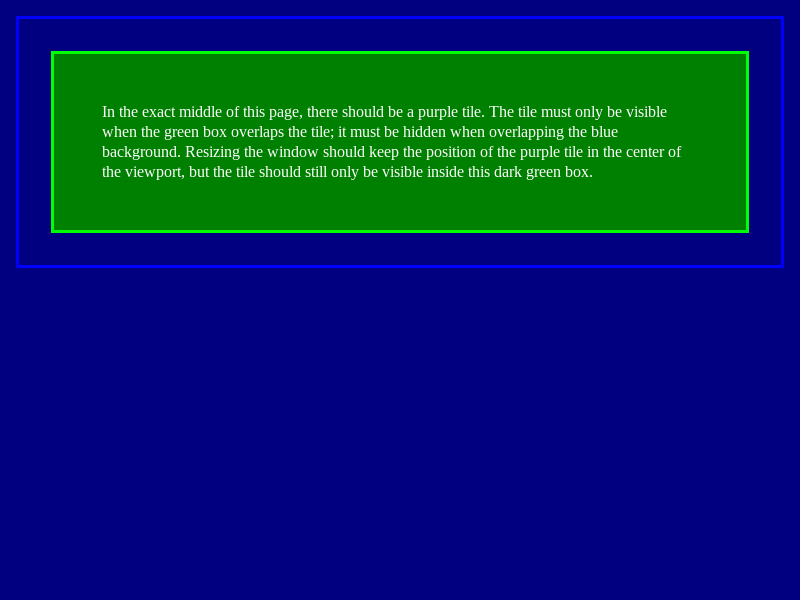 In the exact middle of this page, there should be a purple tile. The tile must only be visible
when the green box overlaps the tile; it must be hidden when overlapping the blue
background. Resizing the window should keep the position of the purple tile in the center of
the viewport, but the tile should still only be visible inside this dark green box.